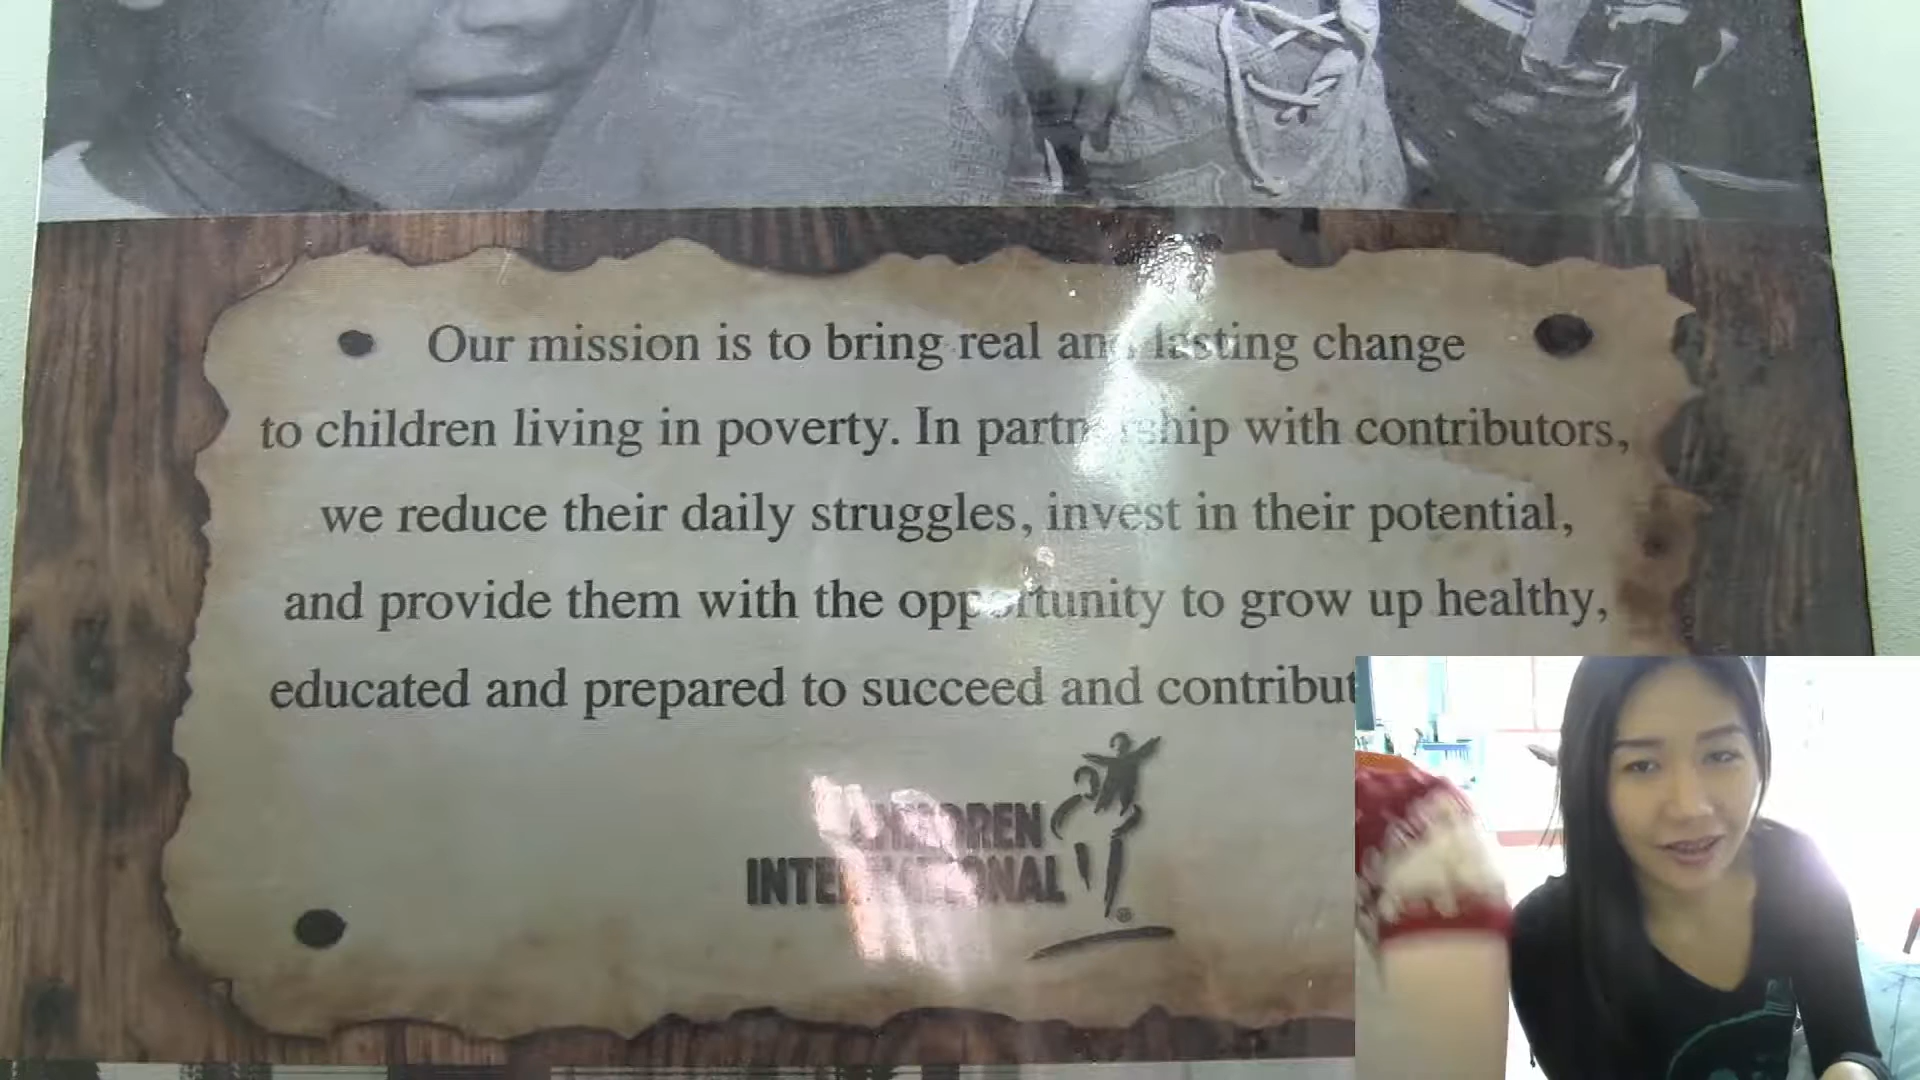 Our mission is to bring real and lasting change
to children living in poverty. In partnership with contributors,
we reduce their daily struggles, invest in their potential,
and provide them with the opportunity to grow up healthy,
educated and prepared to succeed and contribut
CHILDREN
INTERNATIONAL
®